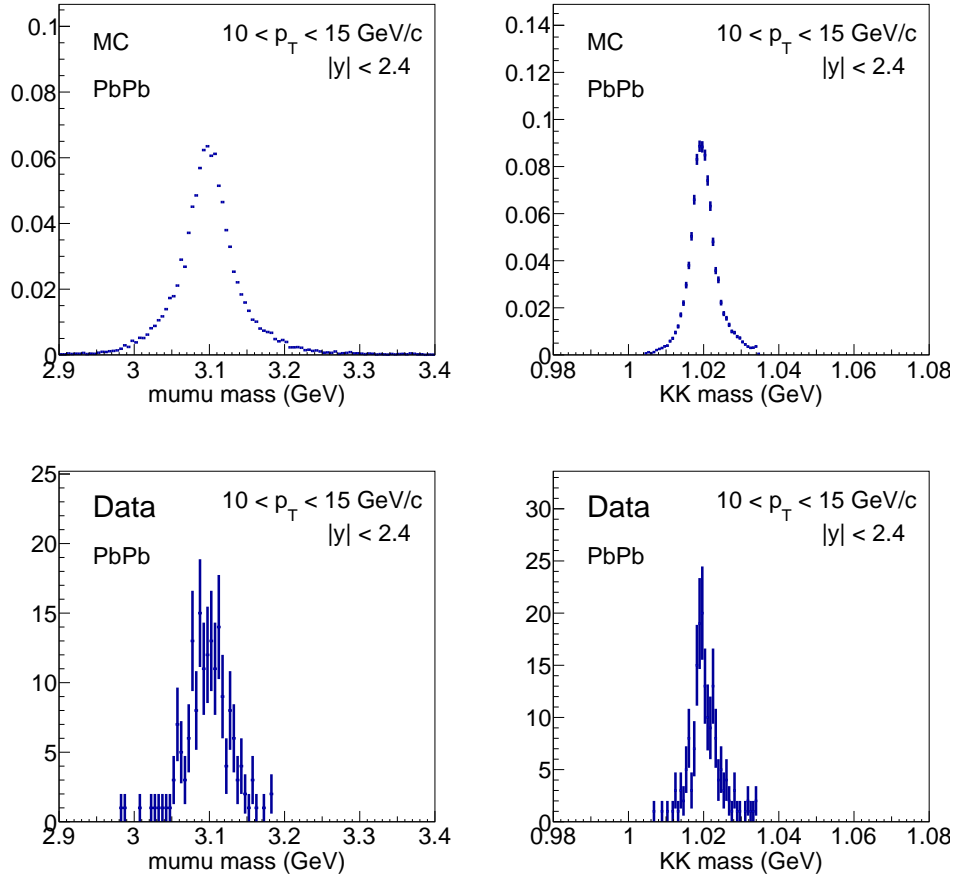 0.1
MC
10 < p_T < 15 GeV/c
|y| < 2.4
PbPb
0.08
0.06
0.04
0.02
0
2.9 3 3.1 3.2 3.3 3.4
mumu mass (GeV)
0.14
MC
10 < p_T < 15 GeV/c
|y| < 2.4
PbPb
0.12
0.1
0.08
0.06
0.04
0.02
0
0.98 1 1.02 1.04 1.06 1.08
KK mass (GeV)
25
Data
10 < p_T < 15 GeV/c
|y| < 2.4
PbPb
20
15
10
5
0
2.9 3 3.1 3.2 3.3 3.4
mumu mass (GeV)
Data
10 < p_T < 15 GeV/c
|y| < 2.4
PbPb
30
25
20
15
10
5
0
0.98 1 1.02 1.04 1.06 1.08
KK mass (GeV)